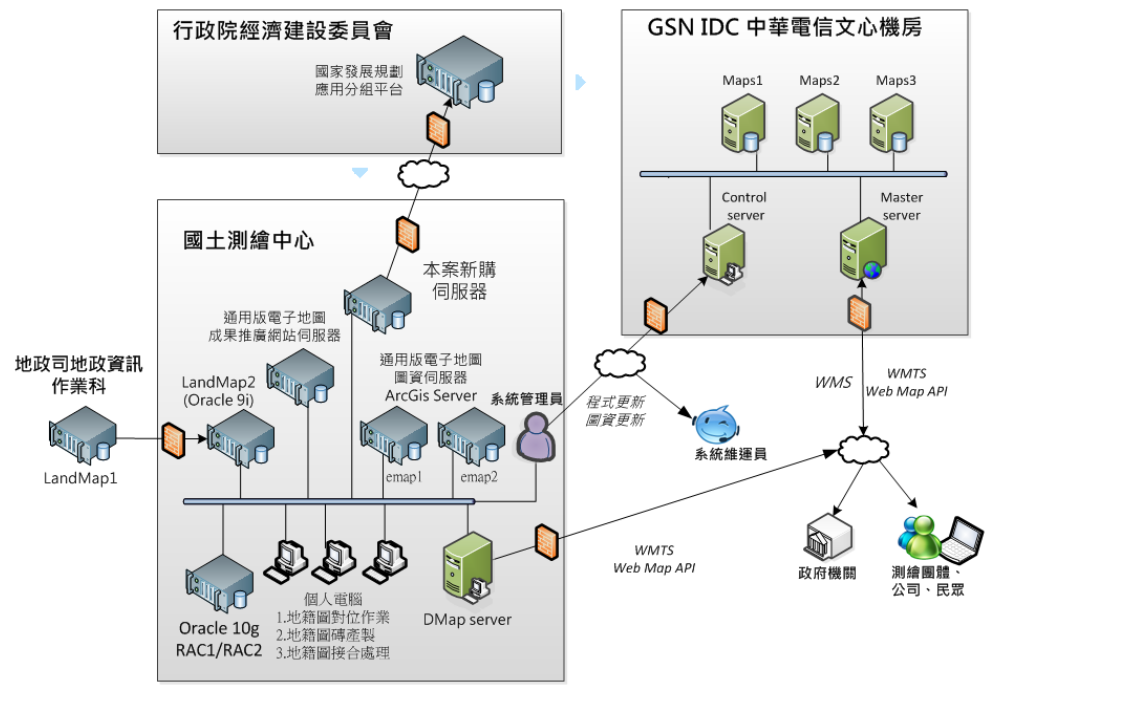 行政院經濟建設委員會
國家發展規劃
應用分組平台
GSN IDC 中華電信文心機房
Maps1
Maps2
Maps3
Control
server
Master
server
國土測繪中心
本案新購
伺服器
通用版電子地圖
成果推廣網站伺服器
通用版電子地圖
圖資伺服器
ArcGis Server
地政司地政資訊
作業科
LandMap1
LandMap2
(Oracle 9i)
系統管理員
emap1
emap2
程式更新
圖資更新
系統維運員
WMS
WMTS
Web Map API
WMTS
Web Map API
政府機關
測繪團體、
公司、民眾
Oracle 10g
RAC1/RAC2
個人電腦
1.地籍圖對位作業
2.地籍圖磚產製
3.地籍圖接合處理
DMap server